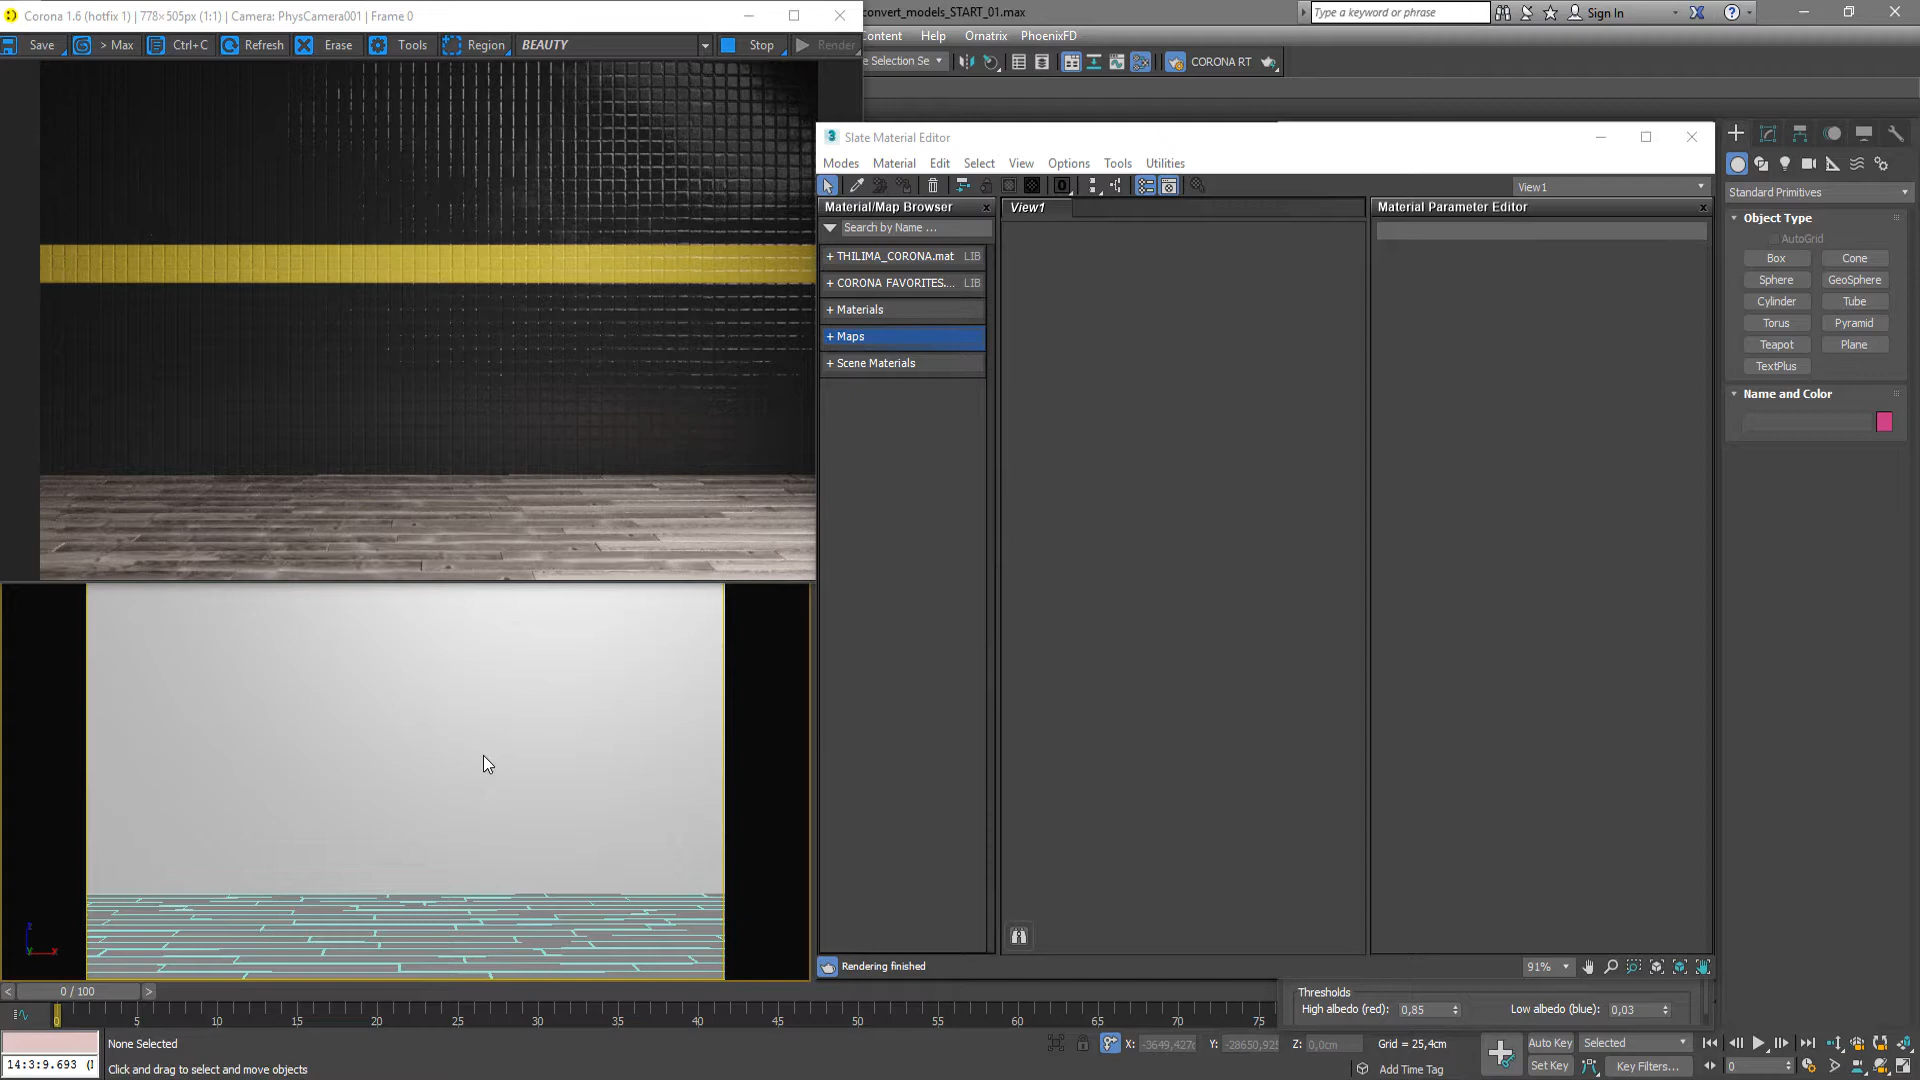 Corona 1.6 (hotfix 1) | 778×505px (1:1) | Camera: PhysCamera001 | Frame 0
convert_models_START_01.max
Type a keyword or phrase
Sign In
Save
> Max
Ctrl+C
Refresh
Erase
Tools
Region
BEAUTY
Stop
Render
Content
Help
Ornatrix
PhoenixFD
e Selection Se
CORONA RT
3
Slate Material Editor
Modes
Material
Edit
Select
View
Options
Tools
Utilities
0
View1
Material/Map Browser
x
View1
Material Parameter Editor
x
Search by Name ...
+ THILIMA_CORONA.mat
LIB
+ CORONA FAVORITES....
LIB
+ Materials
+ Maps
+ Scene Materials
Rendering finished
91%
Standard Primitives
Object Type
AutoGrid
Box
Cone
Sphere
GeoSphere
Cylinder
Tube
Torus
Pyramid
Teapot
Plane
TextPlus
Name and Color
z
x
< 0 / 100 >
0
5
10
15
20
25
30
35
40
45
50
55
60
65
70
75
Thresholds
High albedo (red): 0,85
Low albedo (blue): 0,03
None Selected
14:3:9.693
Click and drag to select and move objects
X: -3649,427c
Y: -28650,925
Z: 0,0cm
Grid = 25,4cm
Add Time Tag
Auto Key
Selected
Set Key
Key Filters...
0